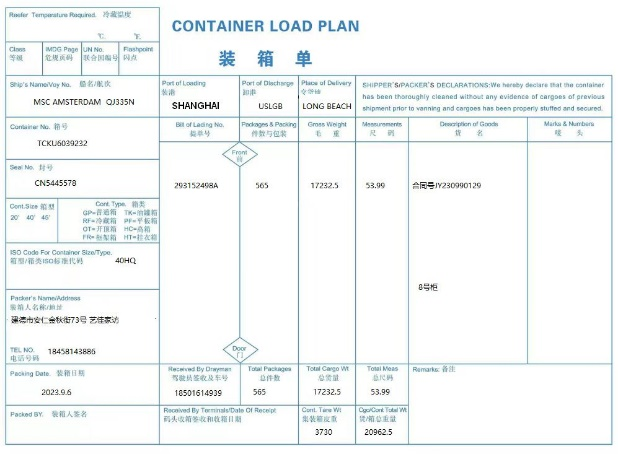 Reefer Temperature Required. 冷藏温度
°C. °F.
CONTAINER LOAD PLAN
装 箱 单
Class 等级
IMDG Page 危规页码
UN No. 联合国编号
Flashpoint 闪点
Ship's Name/Voy No. 船名/航次
MSC AMSTERDAM QJ335N
Port of Loading 装港
SHANGHAI
Port of Discharge 卸港
USLGB
Place of Delivery
LONG BEACH
SHIPPER'S/PACKER'S DECLARATIONS:We hereby declare that the container
has been thoroughly cleaned without any evidence of cargoes of previous
shipment prior to vanning and cargoes has been properly stuffed and secured.
Container No. 箱号
TCKU6039232
Bill of Lading No. 提单号
Packages & Packing 件数与包装
Gross Weight 毛 重
Measurements 尺 码
Description of Goods 货 名
Marks & Numbers 唛 头
Front 前
Seal No. 封号
CN5445578
293152498A
565
17232.5
53.99
合同号JY230990129
Cont.Size 箱型
20' 40' 45'
Cont. Type. 箱类
GP=普通箱 TK=油罐箱
RF=冷藏箱 PF=平板箱
OT=开顶箱 HC=高箱
FR=框架箱 HT=挂衣箱
ISO Code For Container Size/Type.
箱型/箱类ISO标准代码
40HQ
8号柜
Packer's Name/Address
装箱人名称/地址
建德市安仁金秋街73号 艺佳家访
Door 门
TEL NO. 电话号码
18458143886
Packing Date. 装箱日期
2023.9.6
Received By Drayman
驾驶员签收及车号
18501614939
Total Packages 总件数
565
Total Cargo Wt 总货重
17232.5
Total Meas 总尺码
53.99
Remarks: 备注
Packed BY. 装箱人签名
Received By Terminals/Date Of Receipt
码头收箱签收和收箱日期
Cont. Tare Wt 集装箱皮重
3730
Cgo/Cont Total Wt 货/箱总重量
20962.5